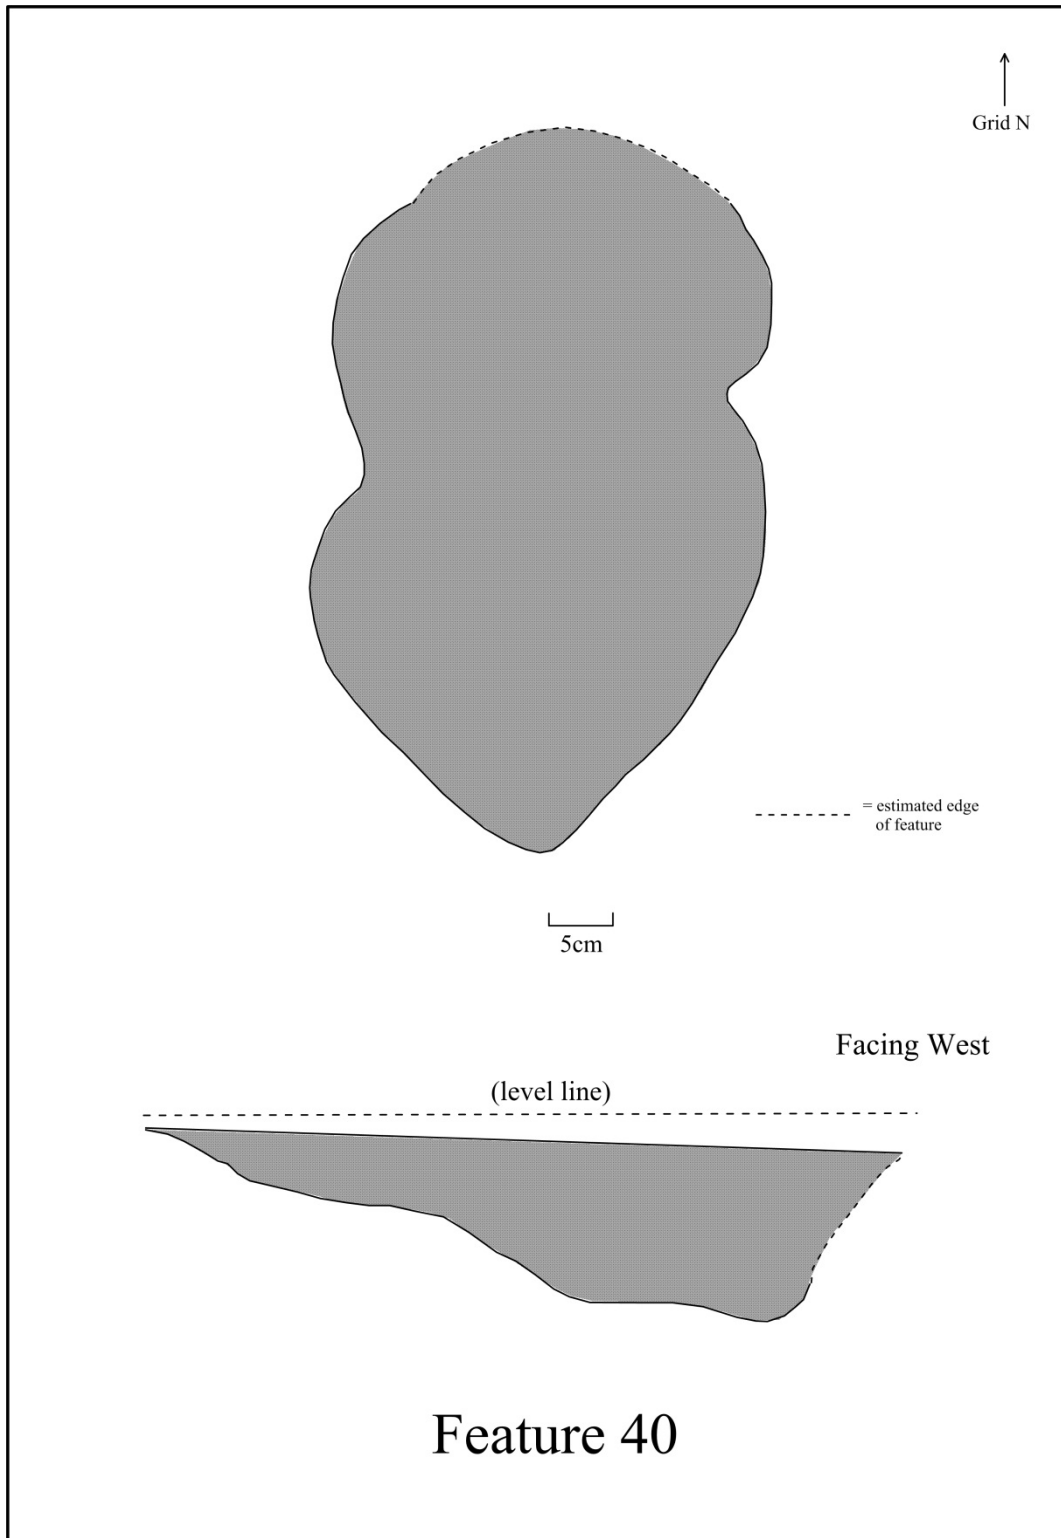 Grid N
= estimated edge
of feature
5cm
Facing West
(level line)
Feature 40